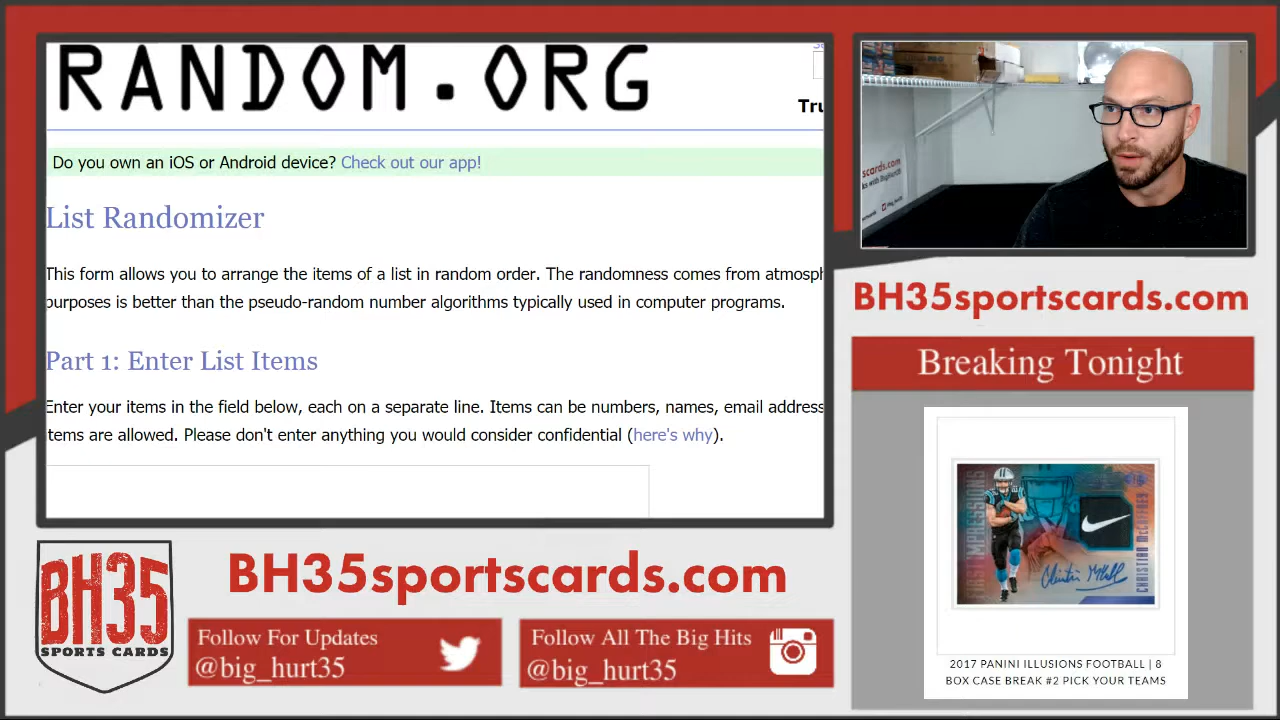 RANDOM.ORG
Tru
Do you own an iOS or Android device? Check out our app!
List Randomizer
This form allows you to arrange the items of a list in random order. The randomness comes from atmosph
purposes is better than the pseudo-random number algorithms typically used in computer programs.
Part 1: Enter List Items
Enter your items in the field below, each on a separate line. Items can be numbers, names, email address
items are allowed. Please don't enter anything you would consider confidential (here's why).
scards.com
BH35sportscards.com
Breaking Tonight
FIRST IMPRESSIONS
CHRISTIAN McCAFFREY
2017 PANINI ILLUSIONS FOOTBALL | 8
BOX CASE BREAK #2 PICK YOUR TEAMS
BH35
SPORTS CARDS
BH35sportscards.com
Follow For Updates
@big_hurt35
Follow All The Big Hits
@big_hurt35